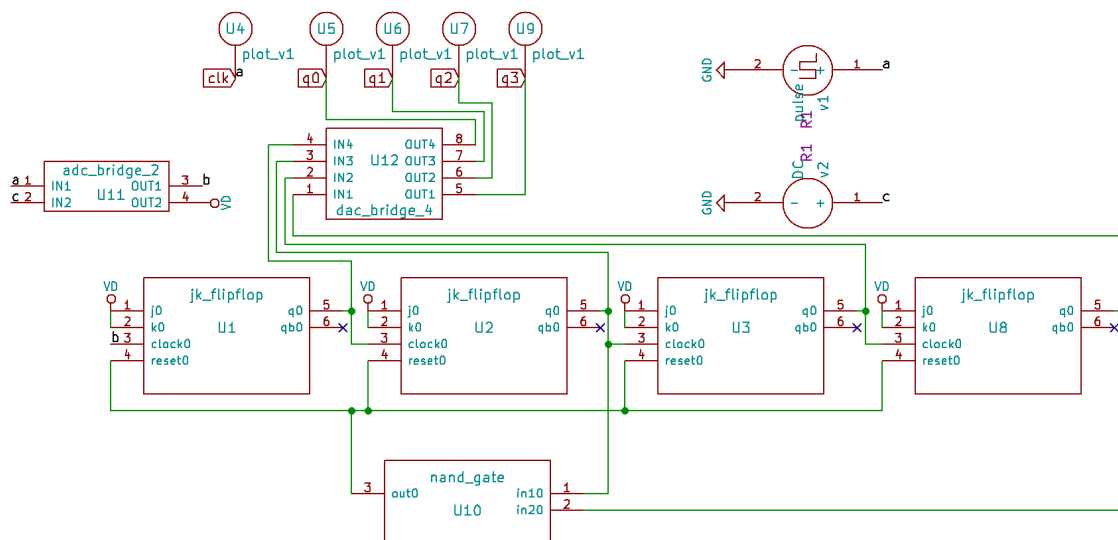 U4
U5
U6
U7
U9
plot_v1
plot_v1
plot_v1
plot_v1
plot_v1
clk
a
q0
q1
q2
q3
GND
2
-
+
1
a
pulse
v1
R1
4 IN4 OUT4 8
3 IN3 U12 OUT3 7
2 IN2 OUT2 6
1 IN1 OUT1 5
dac_bridge_4
adc_bridge_2
a 1 IN1 OUT1 3 b
c 2 IN2 U11 OUT2 4 VD
R1
DC
v2
GND
2
-
+
1
c
VD
jk_flipflop
1 j0 q0 5
2 k0 U1 qb0 6
b 3 clock0
4 reset0
VD
jk_flipflop
1 j0 q0 5
2 k0 U2 qb0 6
3 clock0
4 reset0
VD
jk_flipflop
1 j0 q0 5
2 k0 U3 qb0 6
3 clock0
4 reset0
VD
jk_flipflop
1 j0 q0 5
2 k0 U8 qb0 6
3 clock0
4 reset0
nand_gate
3 out0 in10 1
U10 in20 2